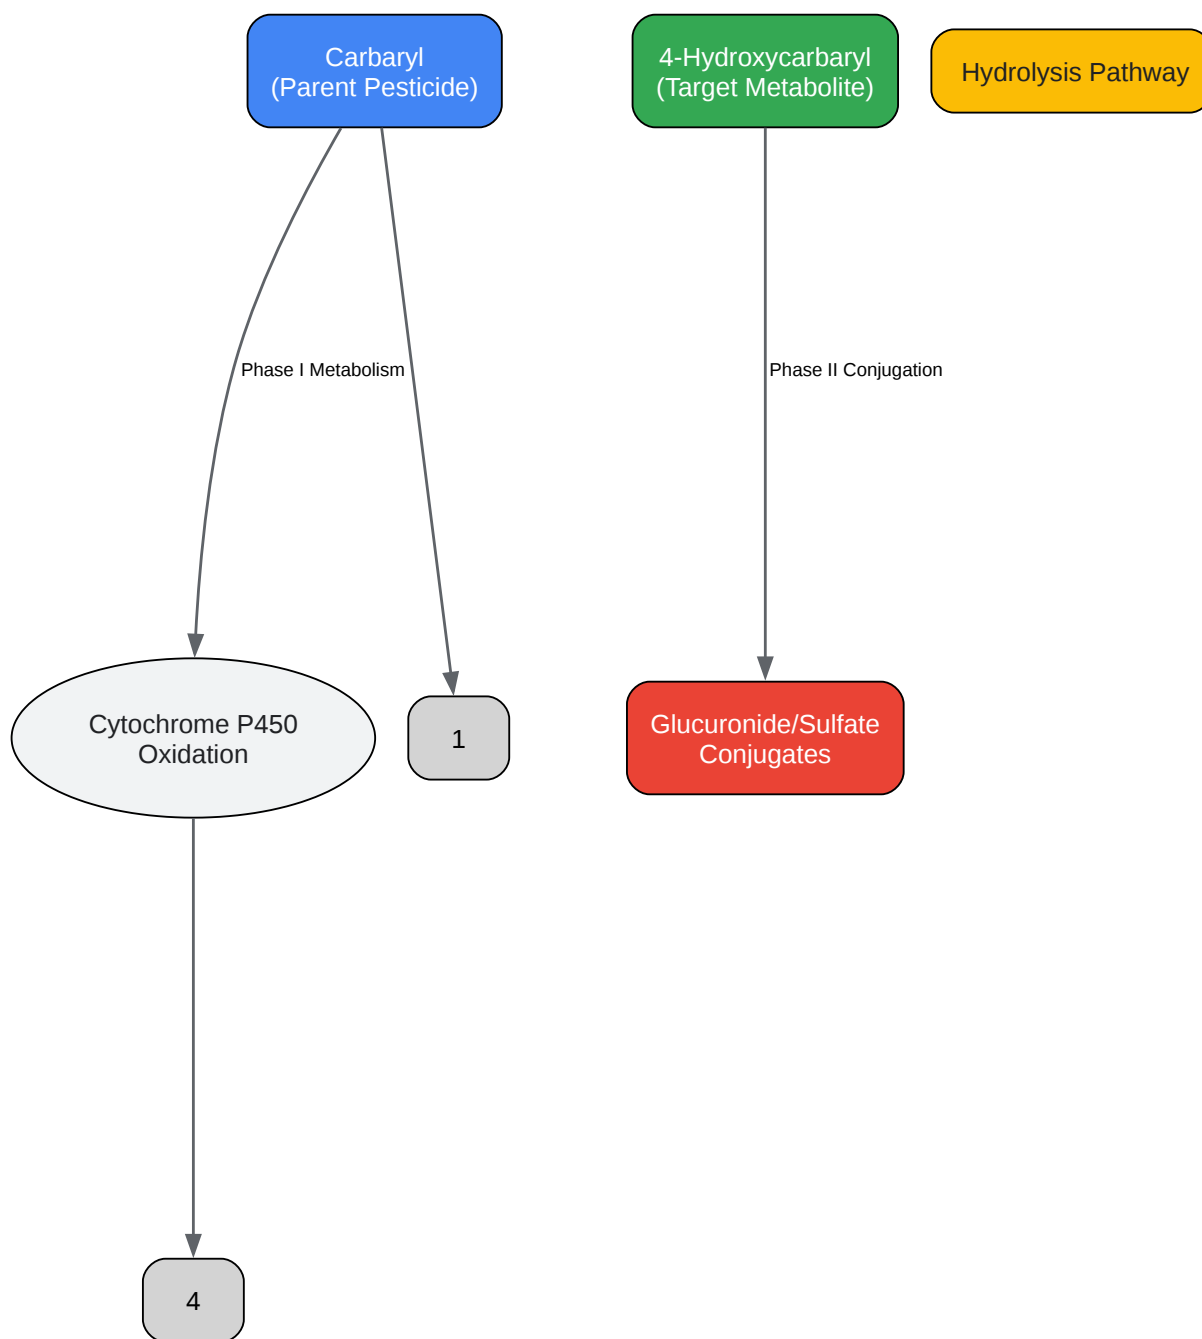 Carbaryl
(Parent Pesticide)
4-Hydroxycarbaryl
(Target Metabolite)
Hydrolysis Pathway
Phase I Metabolism
Phase II Conjugation
Cytochrome P450
Oxidation
1
Glucuronide/Sulfate
Conjugates
4